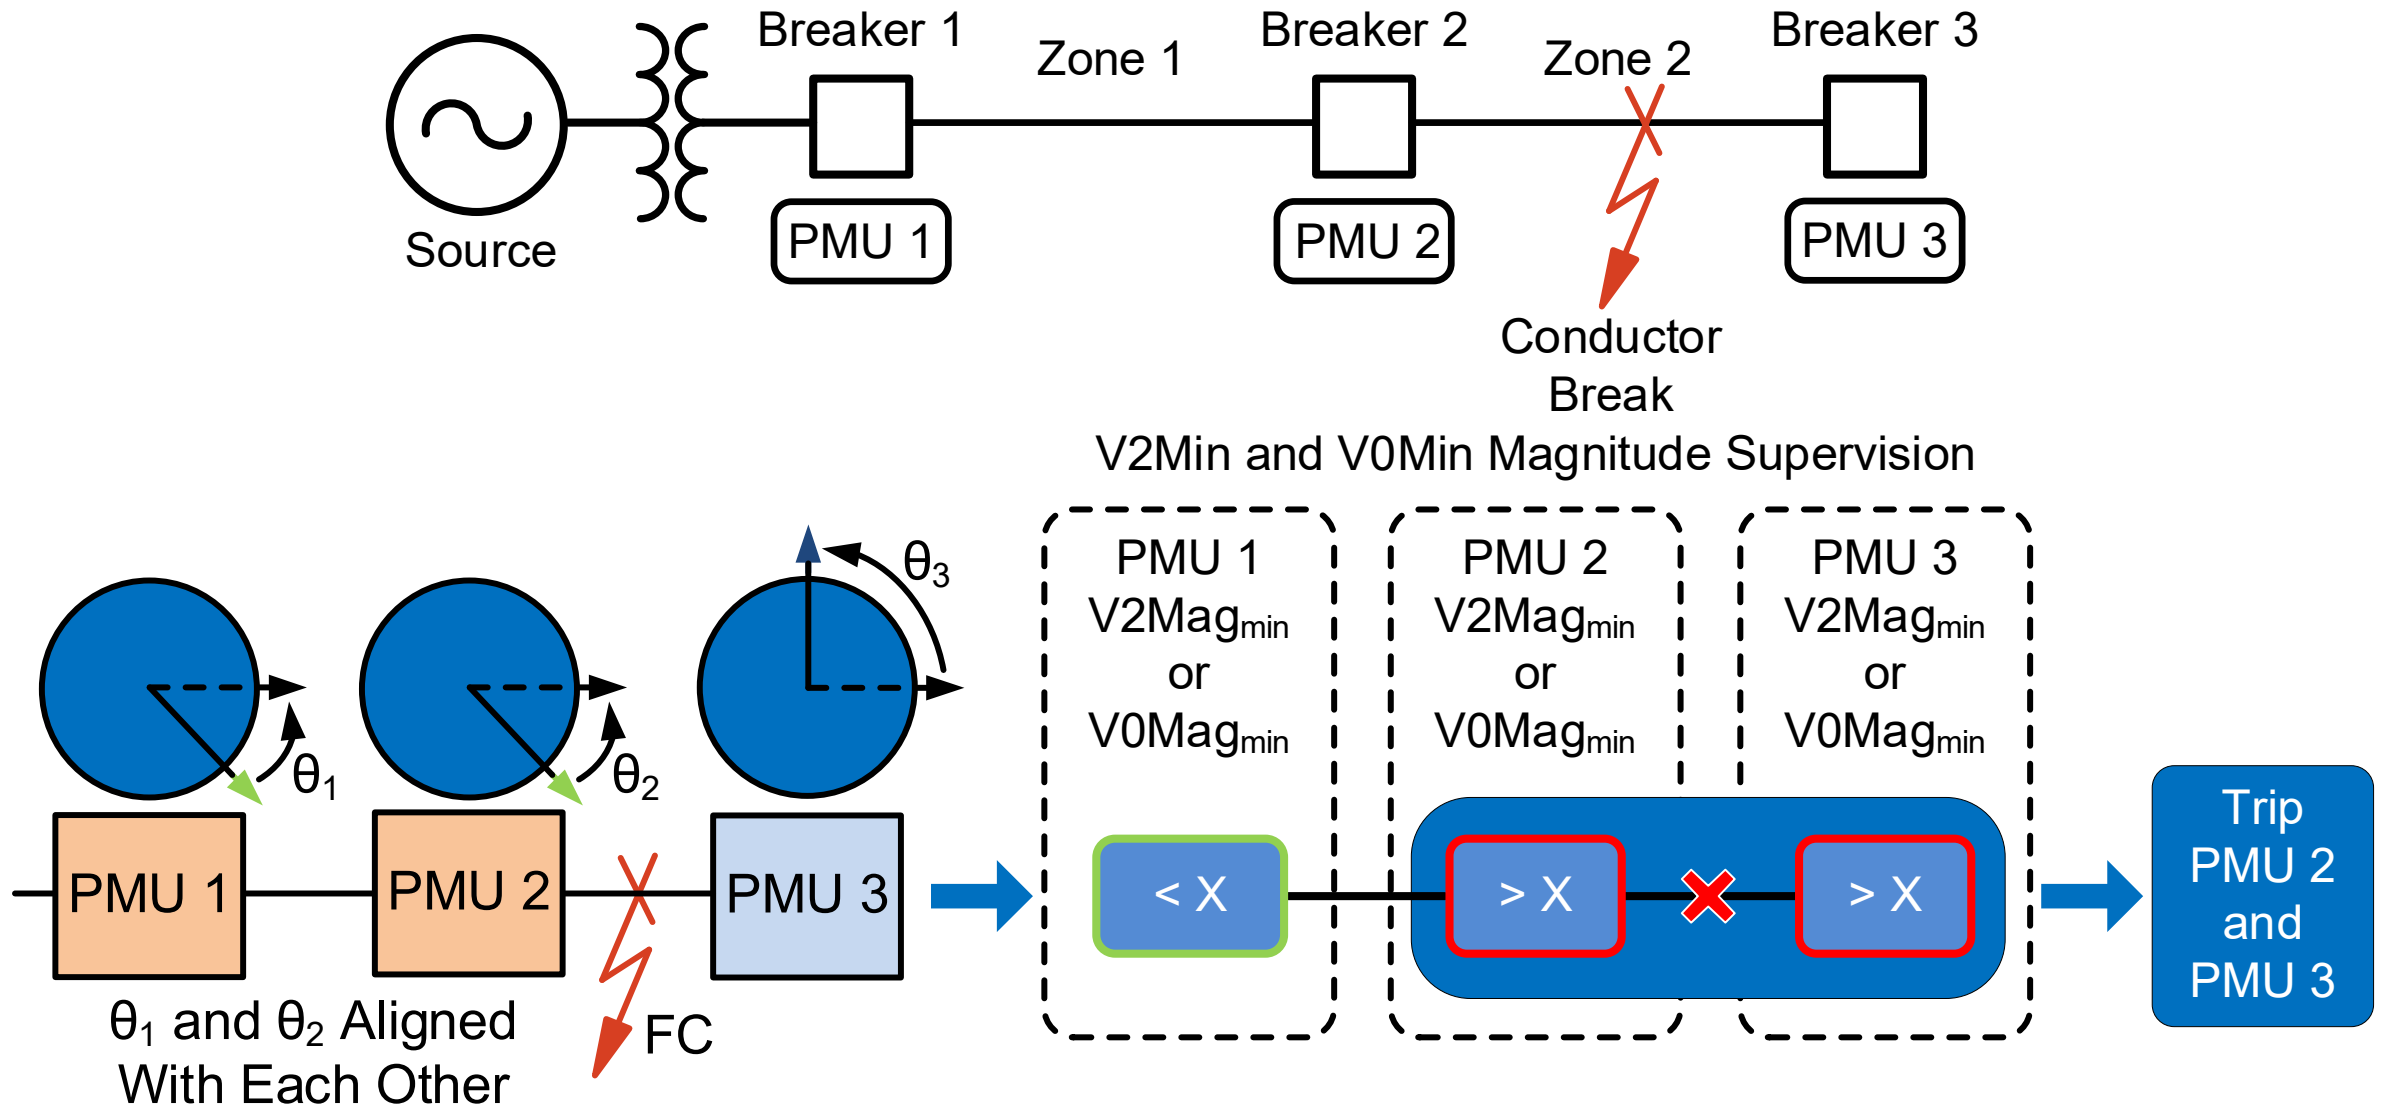 Breaker 1
Zone 1
Breaker 2
Zone 2
Breaker 3
Source
PMU 1
PMU 2
PMU 3
Conductor
Break
V2Min and V0Min Magnitude Supervision
θ1
θ2
θ3
PMU 1
PMU 2
PMU 3
θ1 and θ2 Aligned
With Each Other
FC
PMU 1
V2Magmin
or
V0Magmin
< X
PMU 2
V2Magmin
or
V0Magmin
> X
PMU 3
V2Magmin
or
V0Magmin
> X
Trip
PMU 2
and
PMU 3